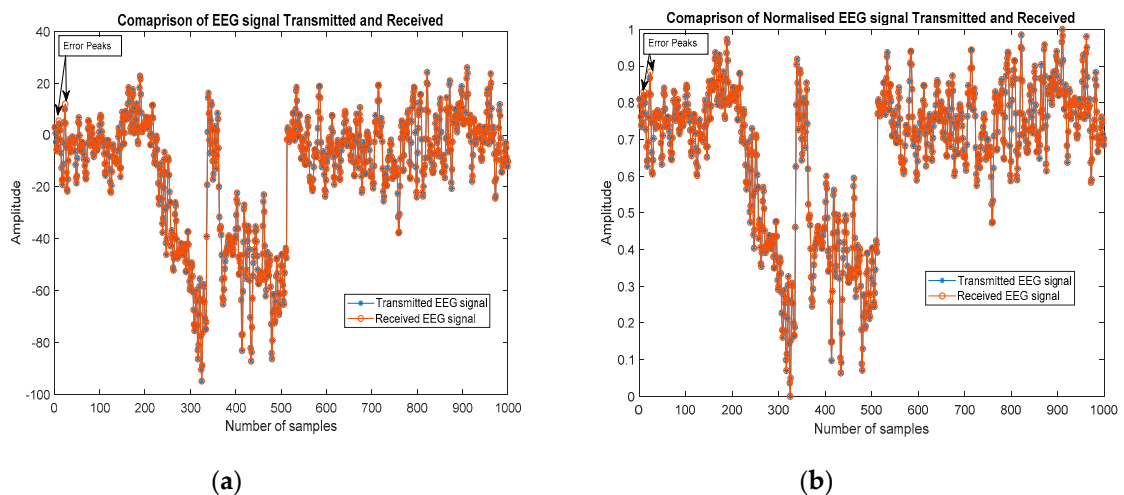 Comaprison of EEG signal Transmitted and Received
Error Peaks
40
20
0
-20
-40
-60
-80
-100
Amplitude
Transmitted EEG signal
Received EEG signal
0 100 200 300 400 500 600 700 800 900 1000
Number of samples
(a)
Comaprison of Normalised EEG signal Transmitted and Received
Error Peaks
1
0.9
0.8
0.7
0.6
0.5
0.4
0.3
0.2
0.1
0
Amplitude
Transmitted EEG signal
Received EEG signal
0 100 200 300 400 500 600 700 800 900 1000
Number of samples
(b)